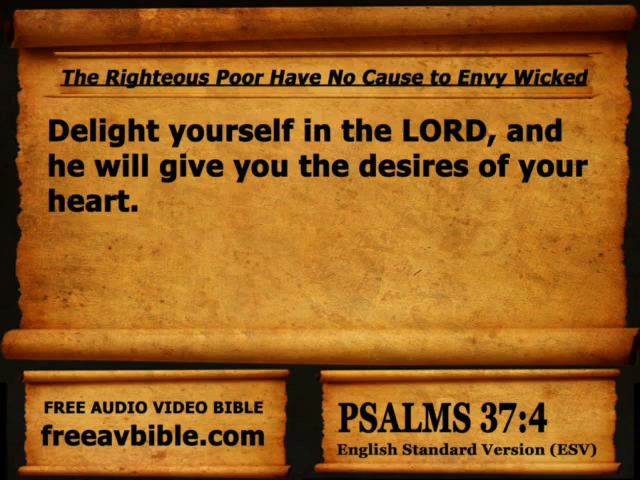 The Righteous Poor Have No Cause to Envy Wicked
Delight yourself in the LORD, and
he will give you the desires of your
heart.
FREE AUDIO VIDEO BIBLE
freeavbible.com
PSALMS 37:4
English Standard Version (ESV)